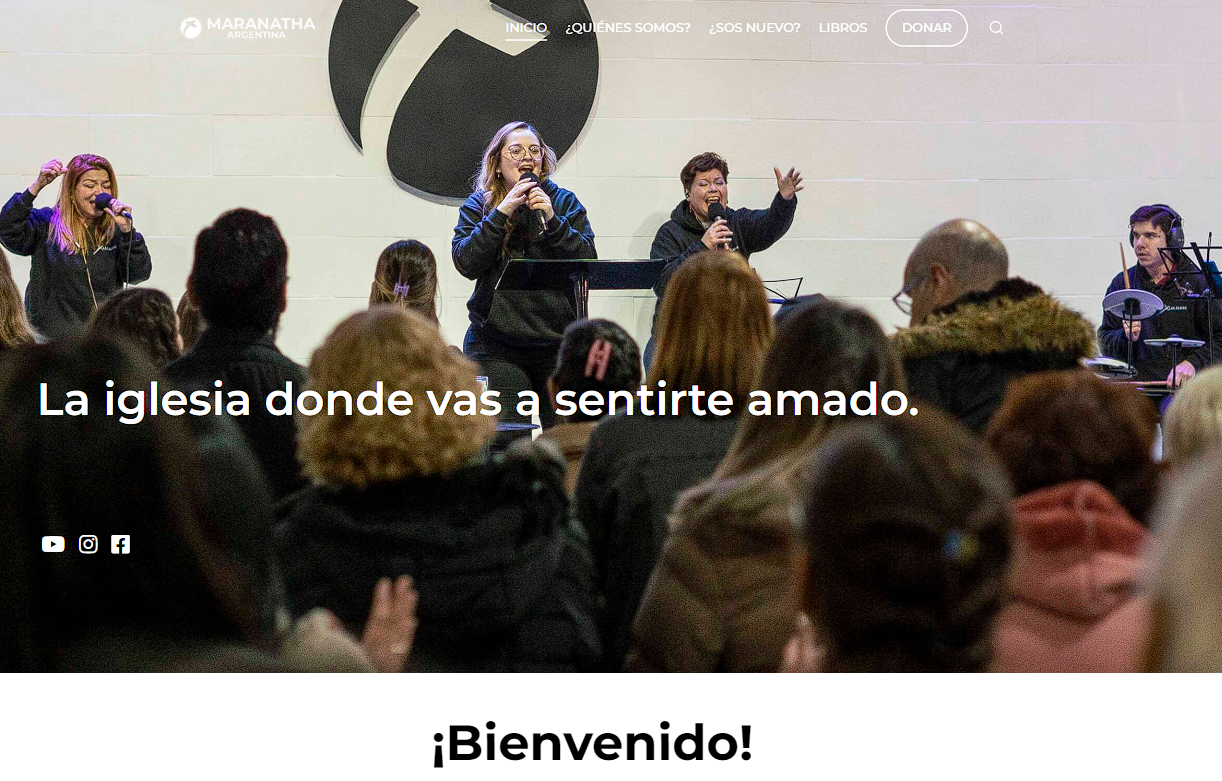 MARANATHA
ARGENTINA
INICIO ¿QUIÉNES SOMOS? ¿SOS NUEVO? LIBROS DONAR
La iglesia donde vas a sentirte amado.
¡Bienvenido!